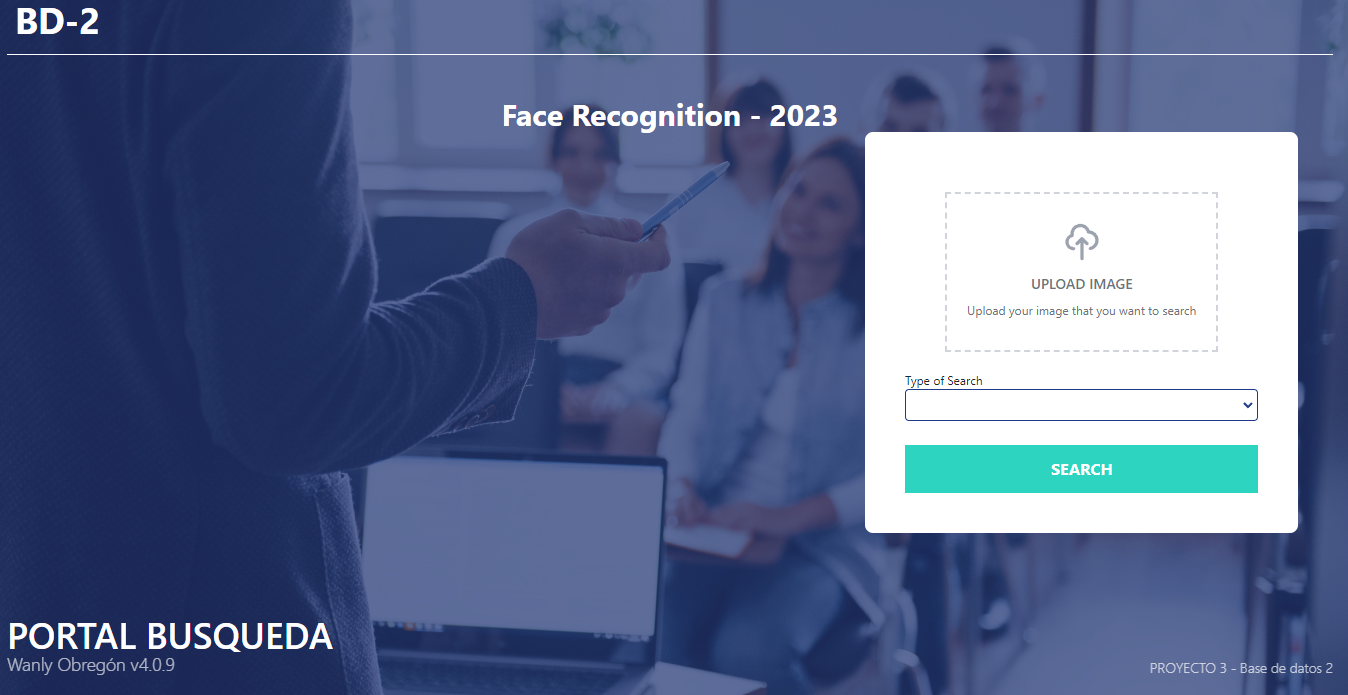 BD-2
Face Recognition - 2023
UPLOAD IMAGE
Upload your image that you want to search
Type of Search
SEARCH
PORTAL BUSQUEDA
Wanly Obregón v4.0.9
PROYECTO 3 - Base de datos 2